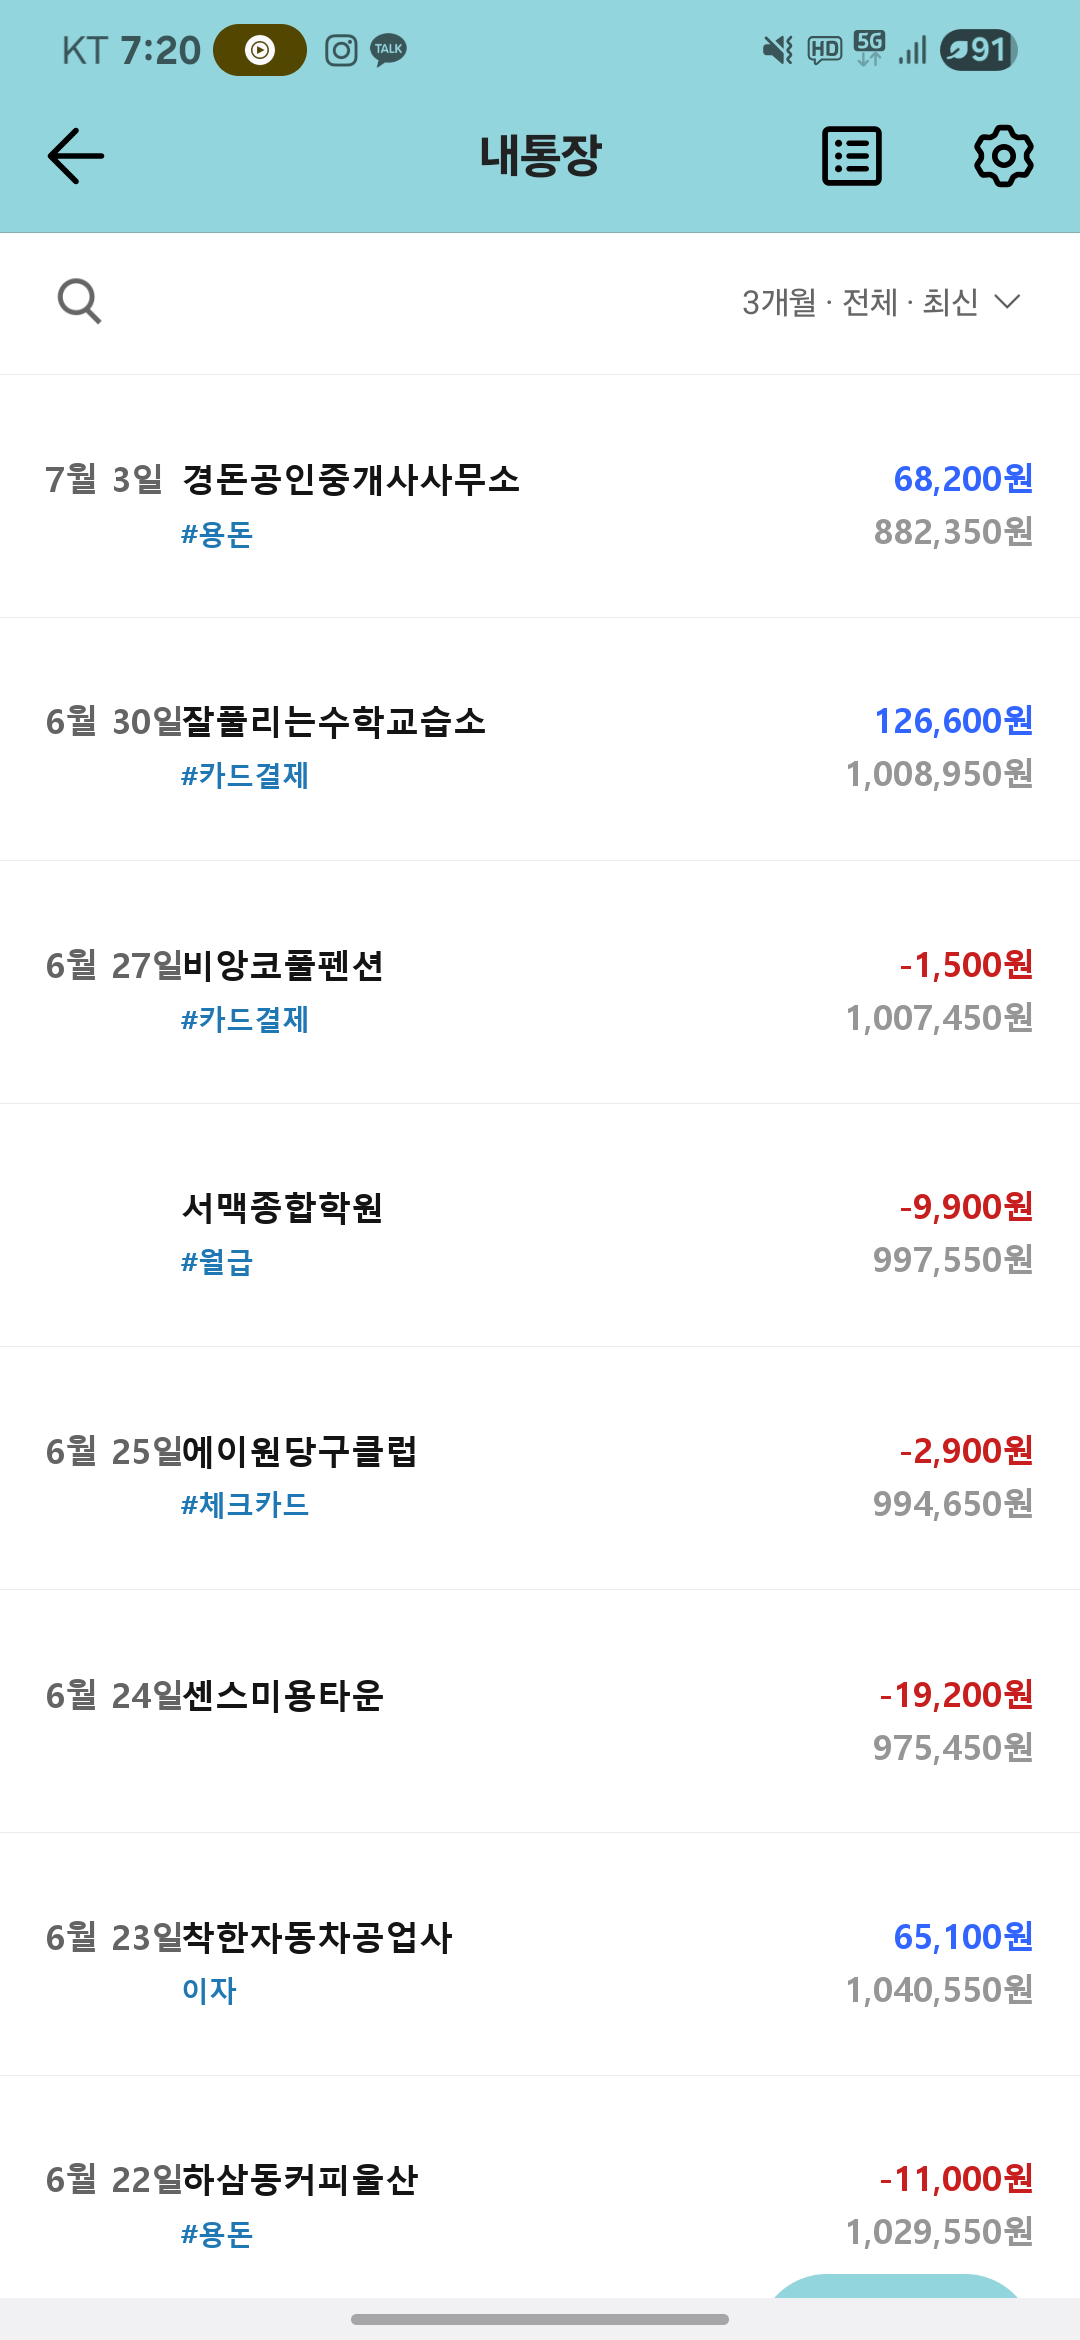 KT 7:20 TALK HD 5G 91
내통장
3개월 · 전체 · 최신
7월 3일 경돈공인중개사사무소 68,200원
#용돈 882,350원
6월 30일 잘풀리는수학교습소 126,600원
#카드결제 1,008,950원
6월 27일 비앙코풀펜션 -1,500원
#카드결제 1,007,450원
서맥종합학원 -9,900원
#월급 997,550원
6월 25일 에이원당구클럽 -2,900원
#체크카드 994,650원
6월 24일 센스미용타운 -19,200원
975,450원
6월 23일 착한자동차공업사 65,100원
이자 1,040,550원
6월 22일 하삼동커피울산 -11,000원
#용돈 1,029,550원